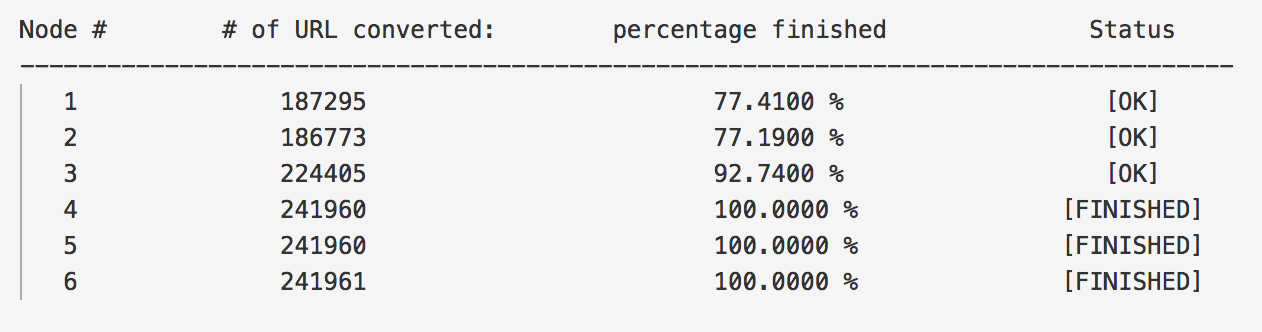 Node # # of URL converted: percentage finished Status
------------------------------------------------------------------------------------
1 187295 77.4100 % [OK]
2 186773 77.1900 % [OK]
3 224405 92.7400 % [OK]
4 241960 100.0000 % [FINISHED]
5 241960 100.0000 % [FINISHED]
6 241961 100.0000 % [FINISHED]